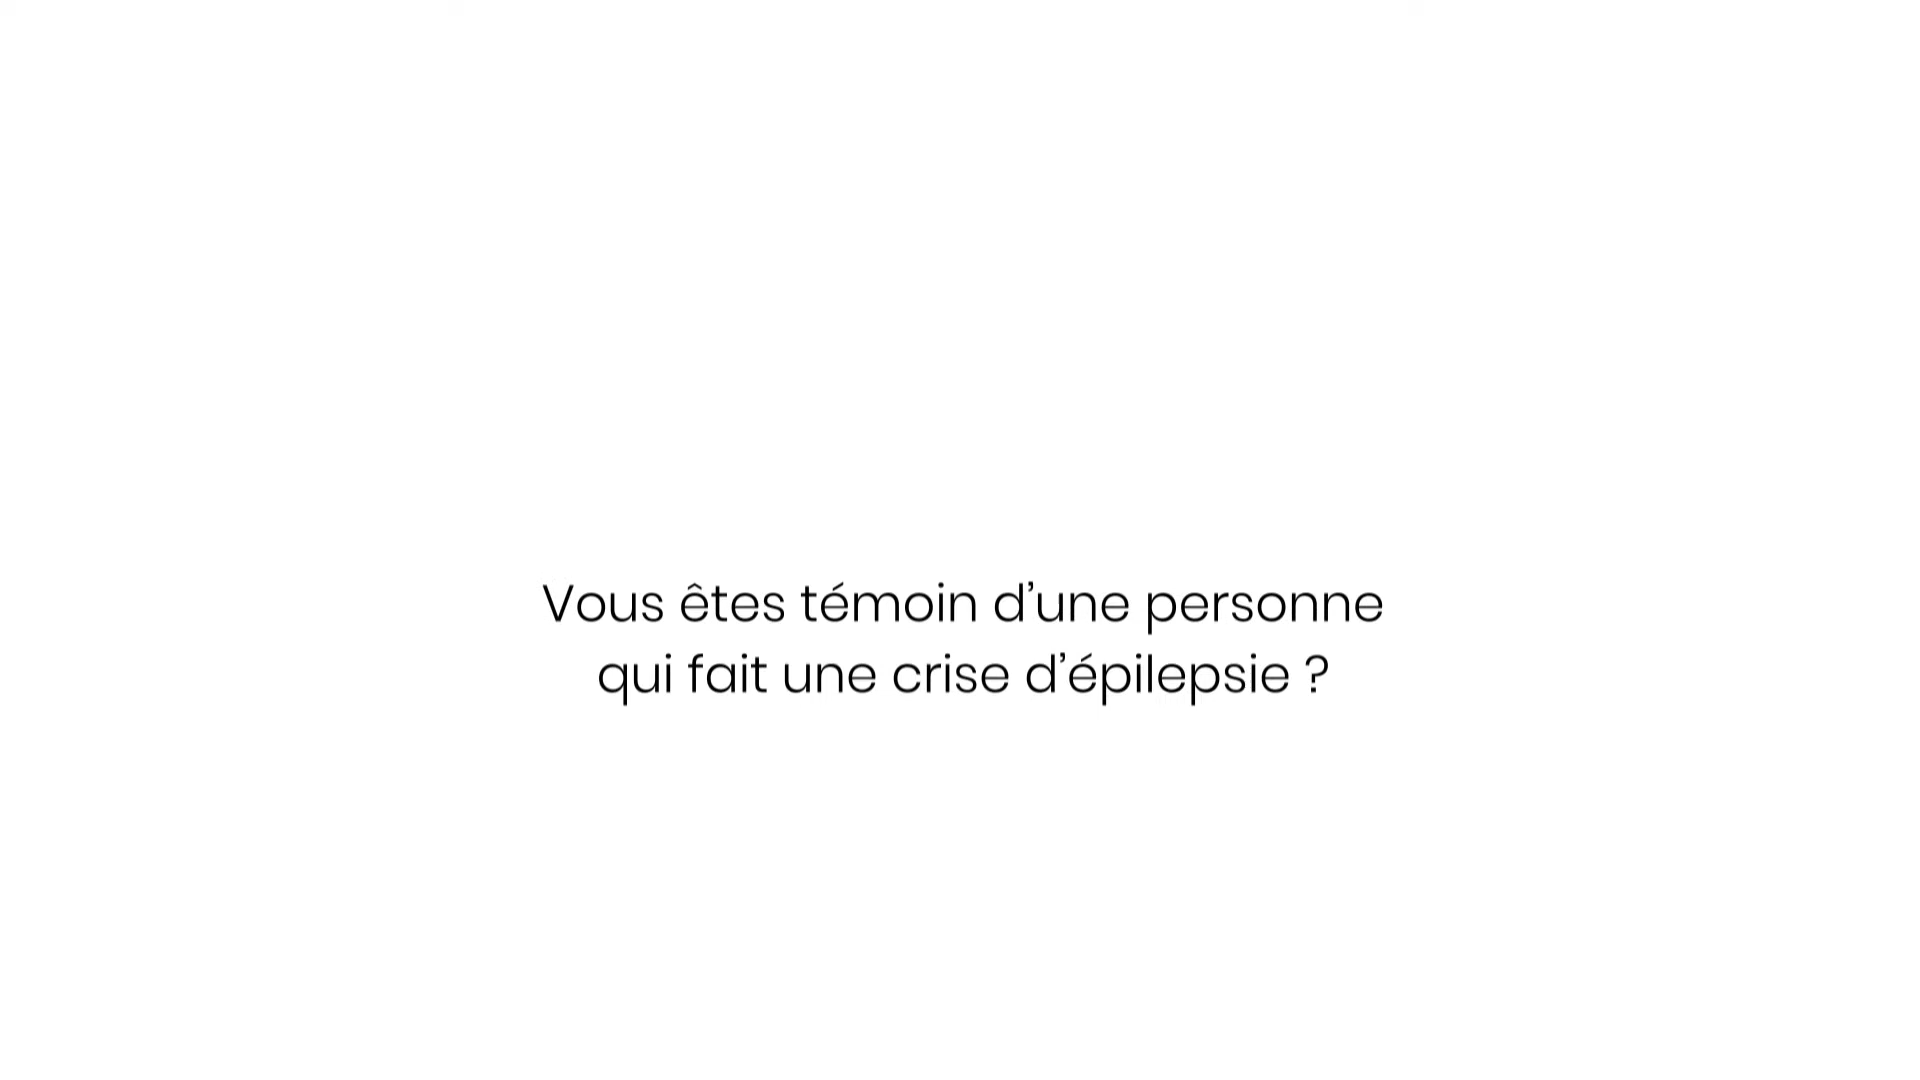 Vous êtes témoin d’une personne
qui fait une crise d’épilepsie ?